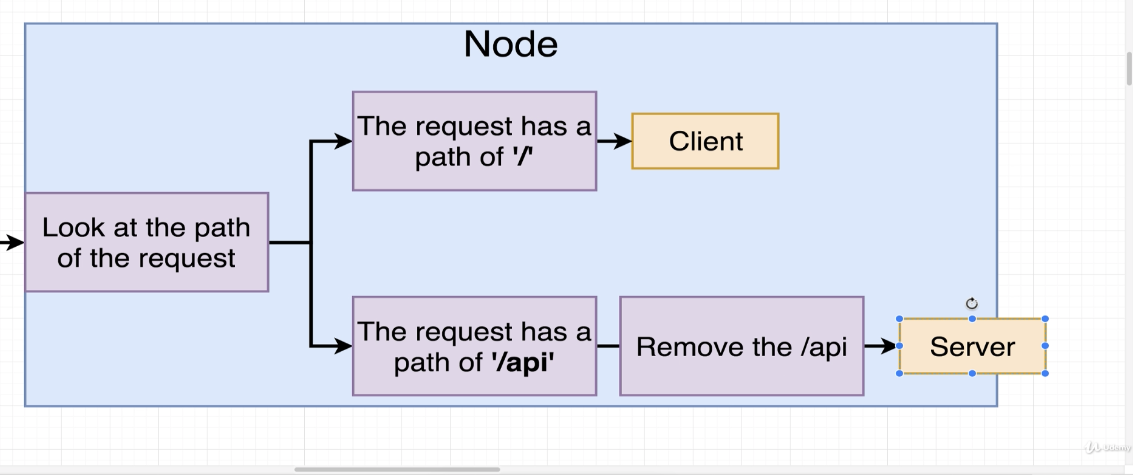 Node
The request has a
path of '/'
Client
Look at the path
of the request
The request has a
path of '/api'
Remove the /api
Server
Udemy